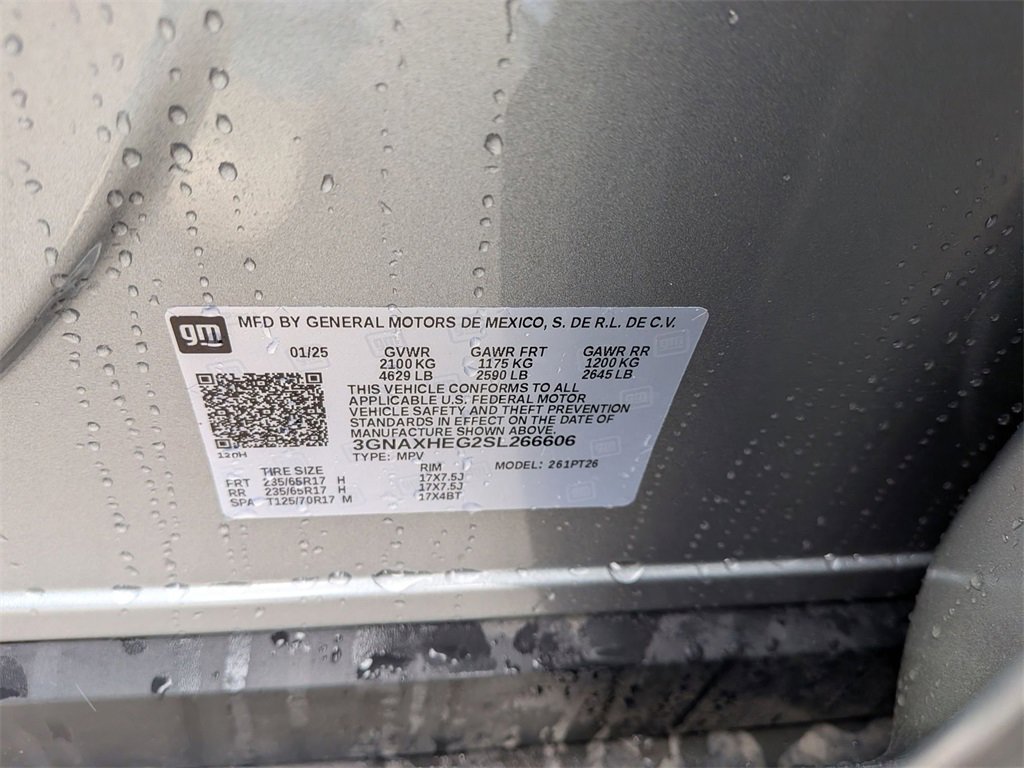 gm MFD BY GENERAL MOTORS DE MEXICO, S. DE R.L. DE C.V.
01/25 GVWR GAWR FRT GAWR RR
2100 KG 1175 KG 1200 KG
4629 LB 2590 LB 2645 LB
THIS VEHICLE CONFORMS TO ALL
APPLICABLE U.S. FEDERAL MOTOR
VEHICLE SAFETY AND THEFT PREVENTION
STANDARDS IN EFFECT ON THE DATE OF
MANUFACTURE SHOWN ABOVE.
3GNAXHEG2SL266606
120H
TYPE: MPV MODEL: 261PT26
TIRE SIZE RIM
FRT 235/65R17 H 17X7.5J
RR 235/65R17 H 17X7.5J
SPA T125/70R17 M 17X4BT